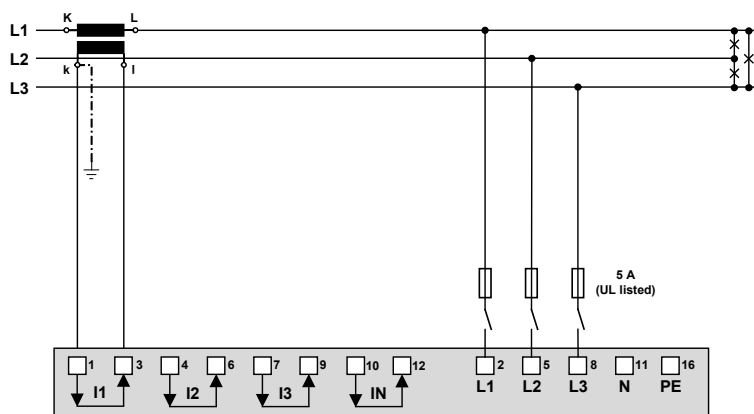 K L
L1
L2
k l
L3
5 A
(UL listed)
1 3 4 6 7 9 10 12 2 5 8 11 16
I1 I2 I3 IN L1 L2 L3 N PE